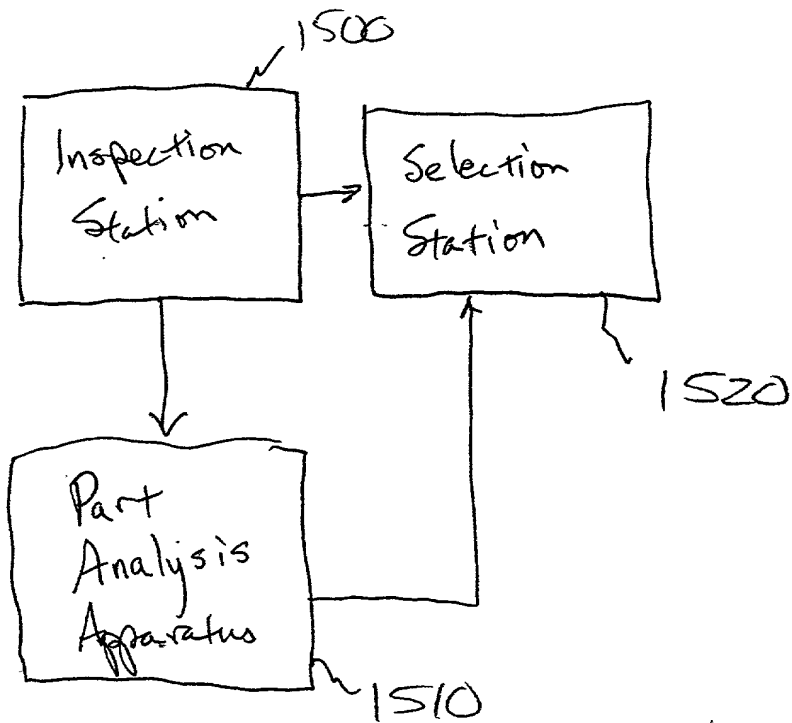 1500
Inspection
Station
Selection
Station
1520
Part
Analysis
Apparatus
1510